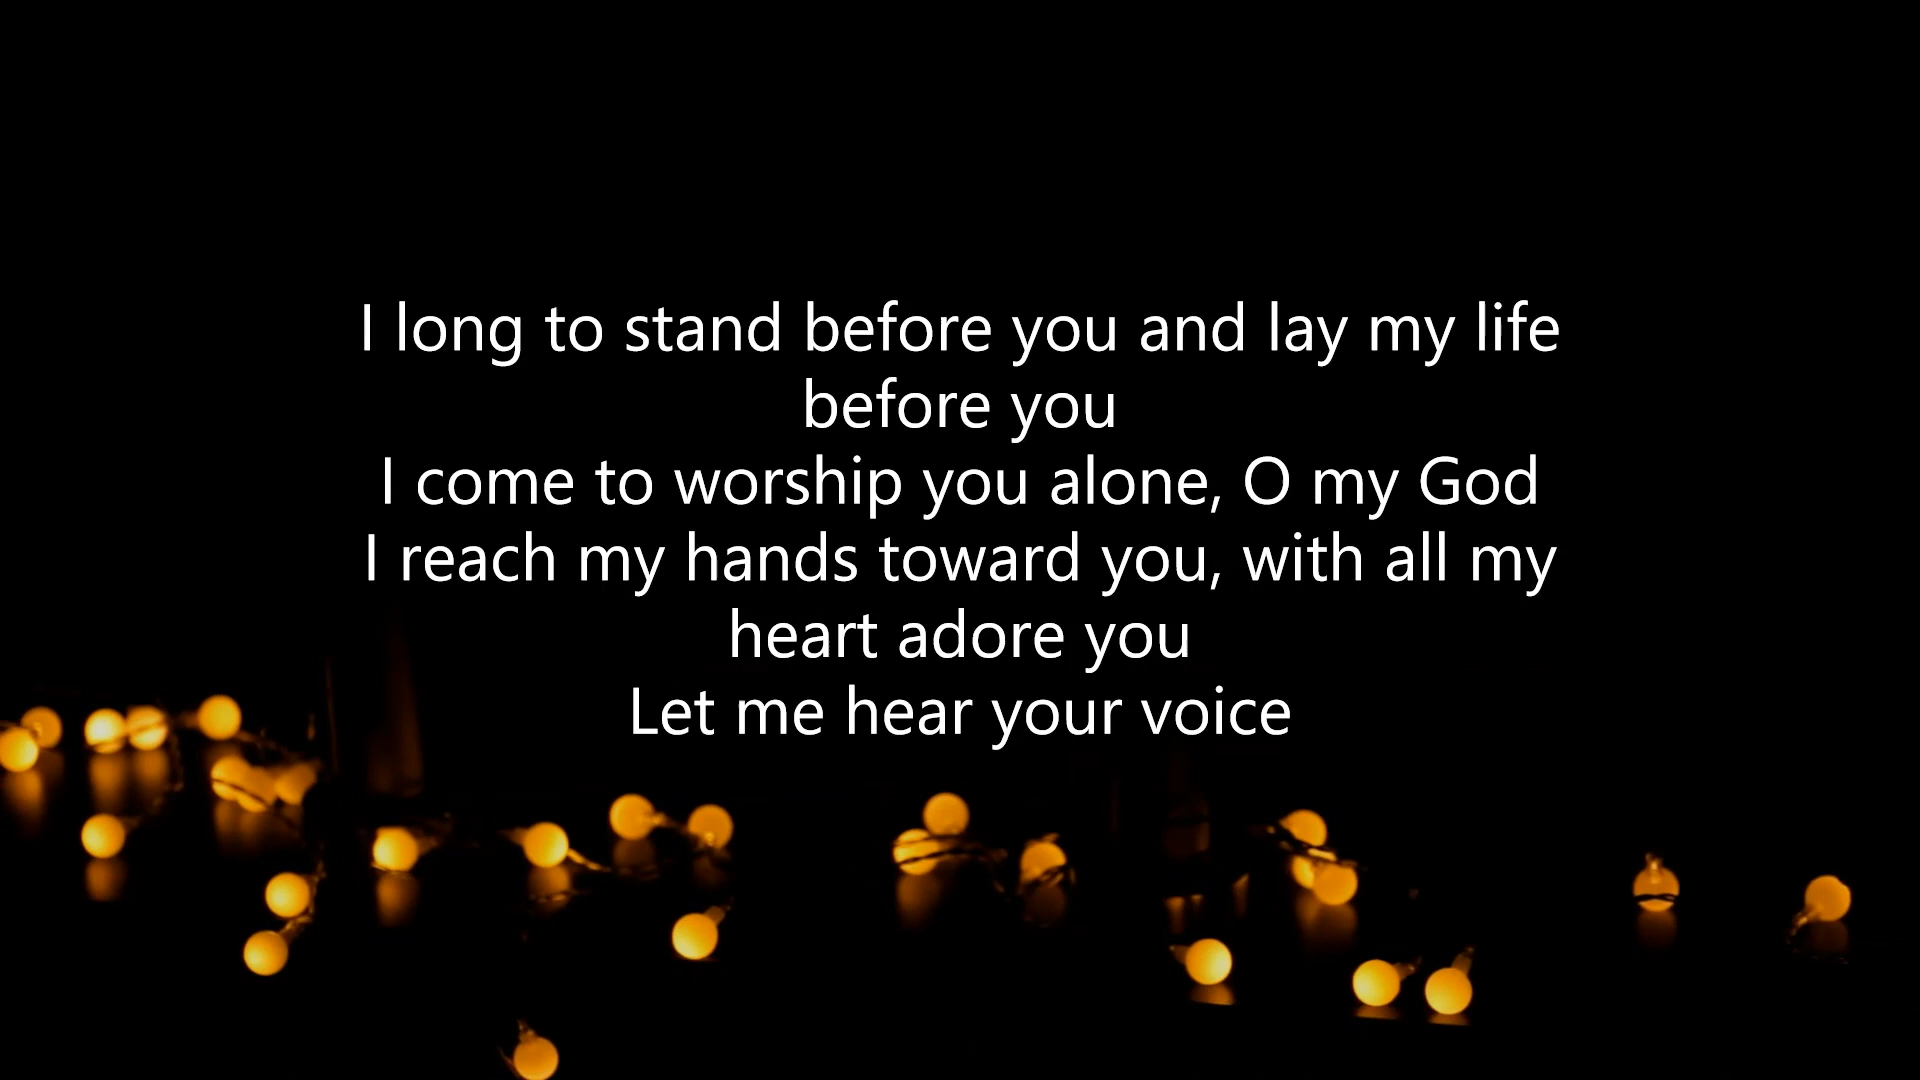 I long to stand before you and lay my life
before you
I come to worship you alone, O my God
I reach my hands toward you, with all my
heart adore you
Let me hear your voice